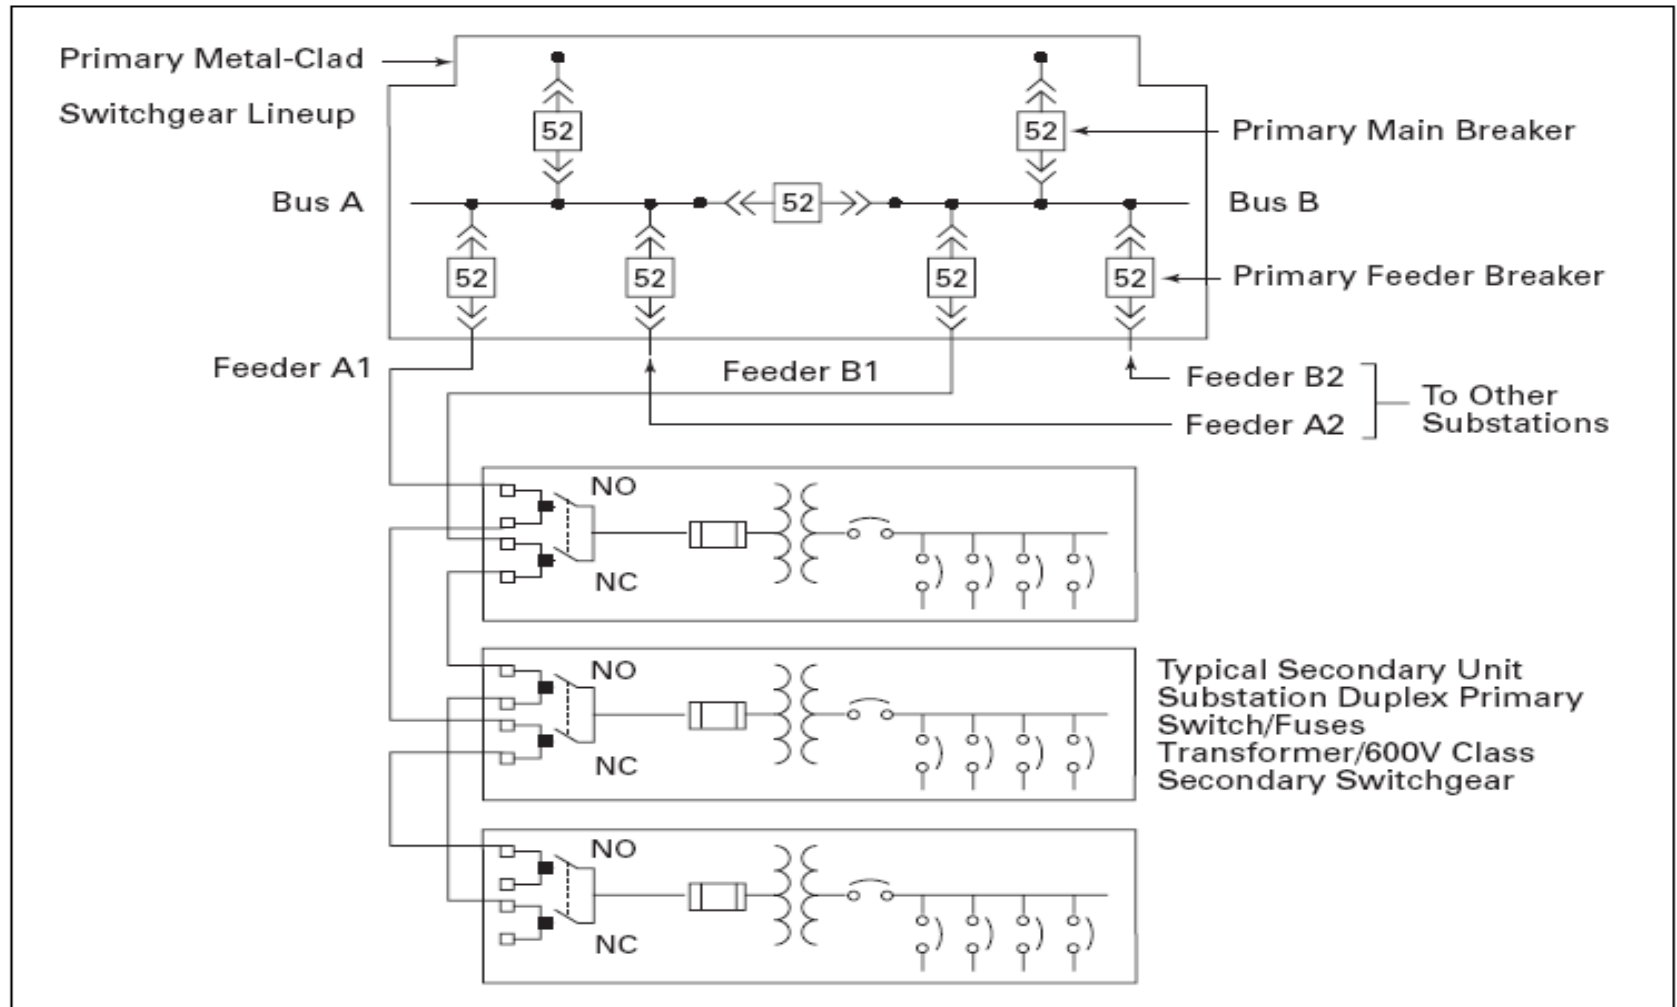 Primary Metal-Clad
Switchgear Lineup
52
52
Primary Main Breaker
Bus A
52
Bus B
52
52
52
52
Primary Feeder Breaker
Feeder A1
Feeder B1
Feeder B2
Feeder A2
To Other
Substations
NO
NC
NO
NC
Typical Secondary Unit
Substation Duplex Primary
Switch/Fuses
Transformer/600V Class
Secondary Switchgear
NO
NC